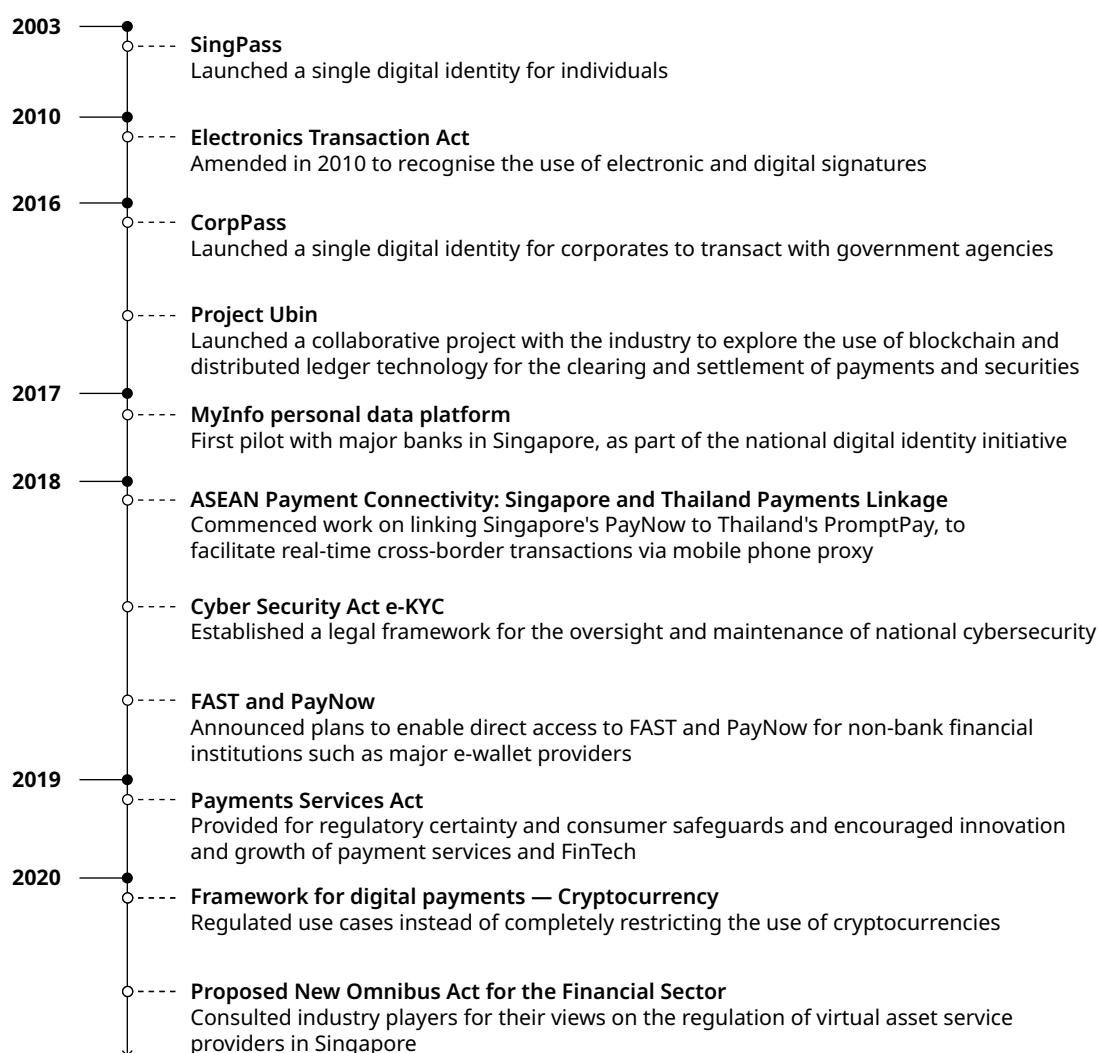 2003
SingPass
Launched a single digital identity for individuals
2010
Electronics Transaction Act
Amended in 2010 to recognise the use of electronic and digital signatures
2016
CorpPass
Launched a single digital identity for corporates to transact with government agencies
Project Ubin
Launched a collaborative project with the industry to explore the use of blockchain and
distributed ledger technology for the clearing and settlement of payments and securities
2017
MyInfo personal data platform
First pilot with major banks in Singapore, as part of the national digital identity initiative
2018
ASEAN Payment Connectivity: Singapore and Thailand Payments Linkage
Commenced work on linking Singapore's PayNow to Thailand's PromptPay, to
facilitate real-time cross-border transactions via mobile phone proxy
Cyber Security Act e-KYC
Established a legal framework for the oversight and maintenance of national cybersecurity
FAST and PayNow
Announced plans to enable direct access to FAST and PayNow for non-bank financial
institutions such as major e-wallet providers
2019
Payments Services Act
Provided for regulatory certainty and consumer safeguards and encouraged innovation
and growth of payment services and FinTech
2020
Framework for digital payments — Cryptocurrency
Regulated use cases instead of completely restricting the use of cryptocurrencies
Proposed New Omnibus Act for the Financial Sector
Consulted industry players for their views on the regulation of virtual asset service
providers in Singapore